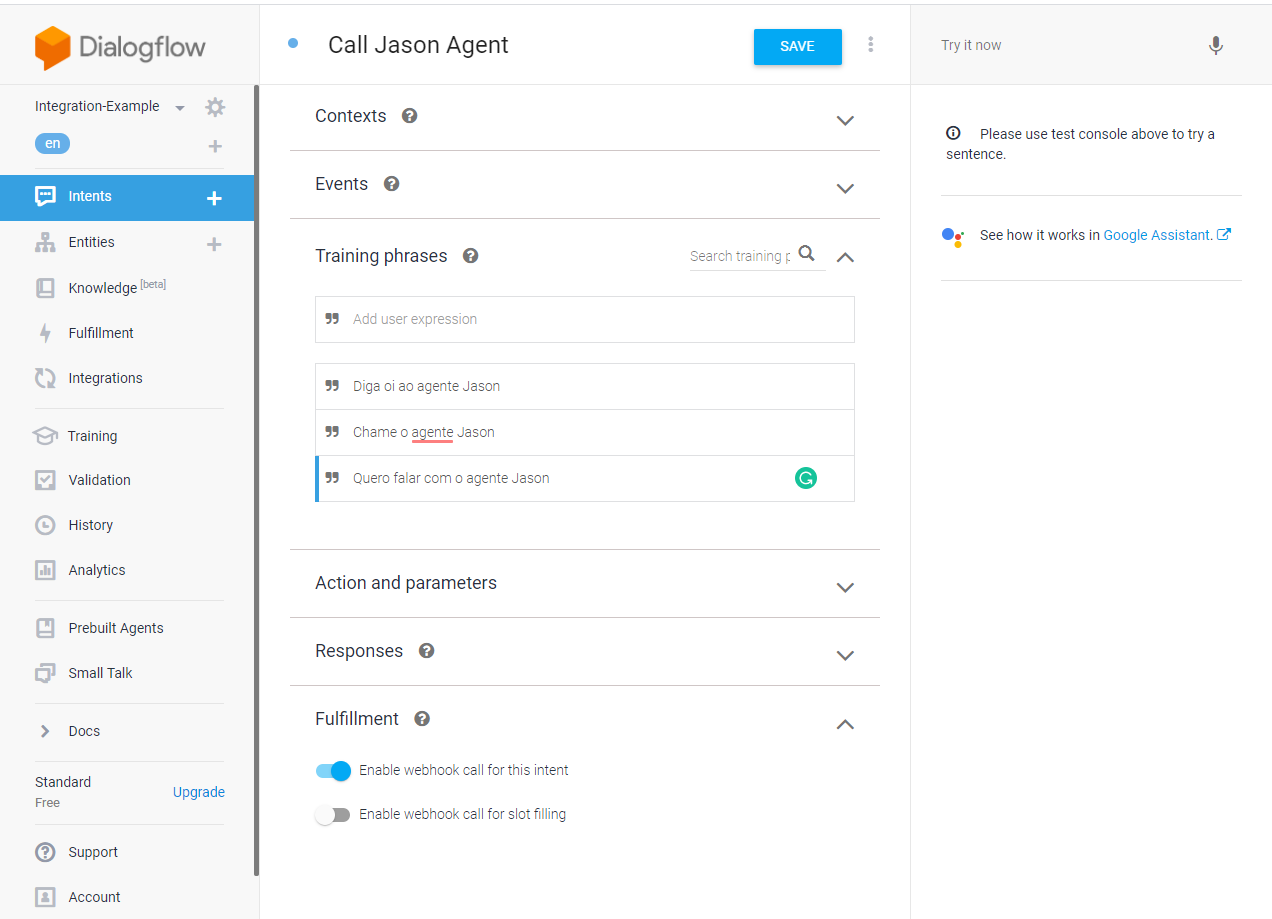 Dialogflow
Integration-Example
en
Intents
Entities
Knowledge [beta]
Fulfillment
Integrations
Training
Validation
History
Analytics
Prebuilt Agents
Small Talk
Docs
Standard
Free
Upgrade
Support
Account
Call Jason Agent
SAVE
Contexts
Events
Training phrases
Search training p
Add user expression
Diga oi ao agente Jason
Chame o agente Jason
Quero falar com o agente Jason
Action and parameters
Responses
Fulfillment
Enable webhook call for this intent
Enable webhook call for slot filling
Try it now
Please use test console above to try a
sentence.
See how it works in Google Assistant.